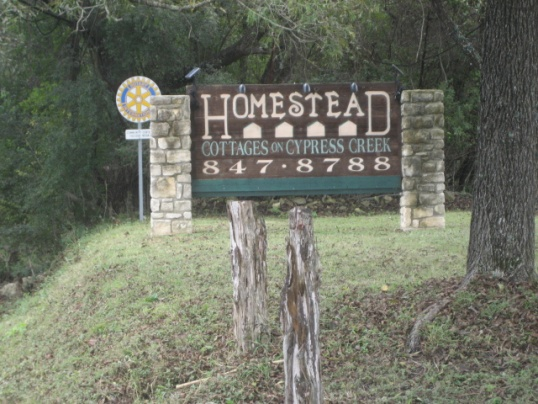 HOMESTEAD
COTTAGES ON CYPRESS CREEK
847·8788